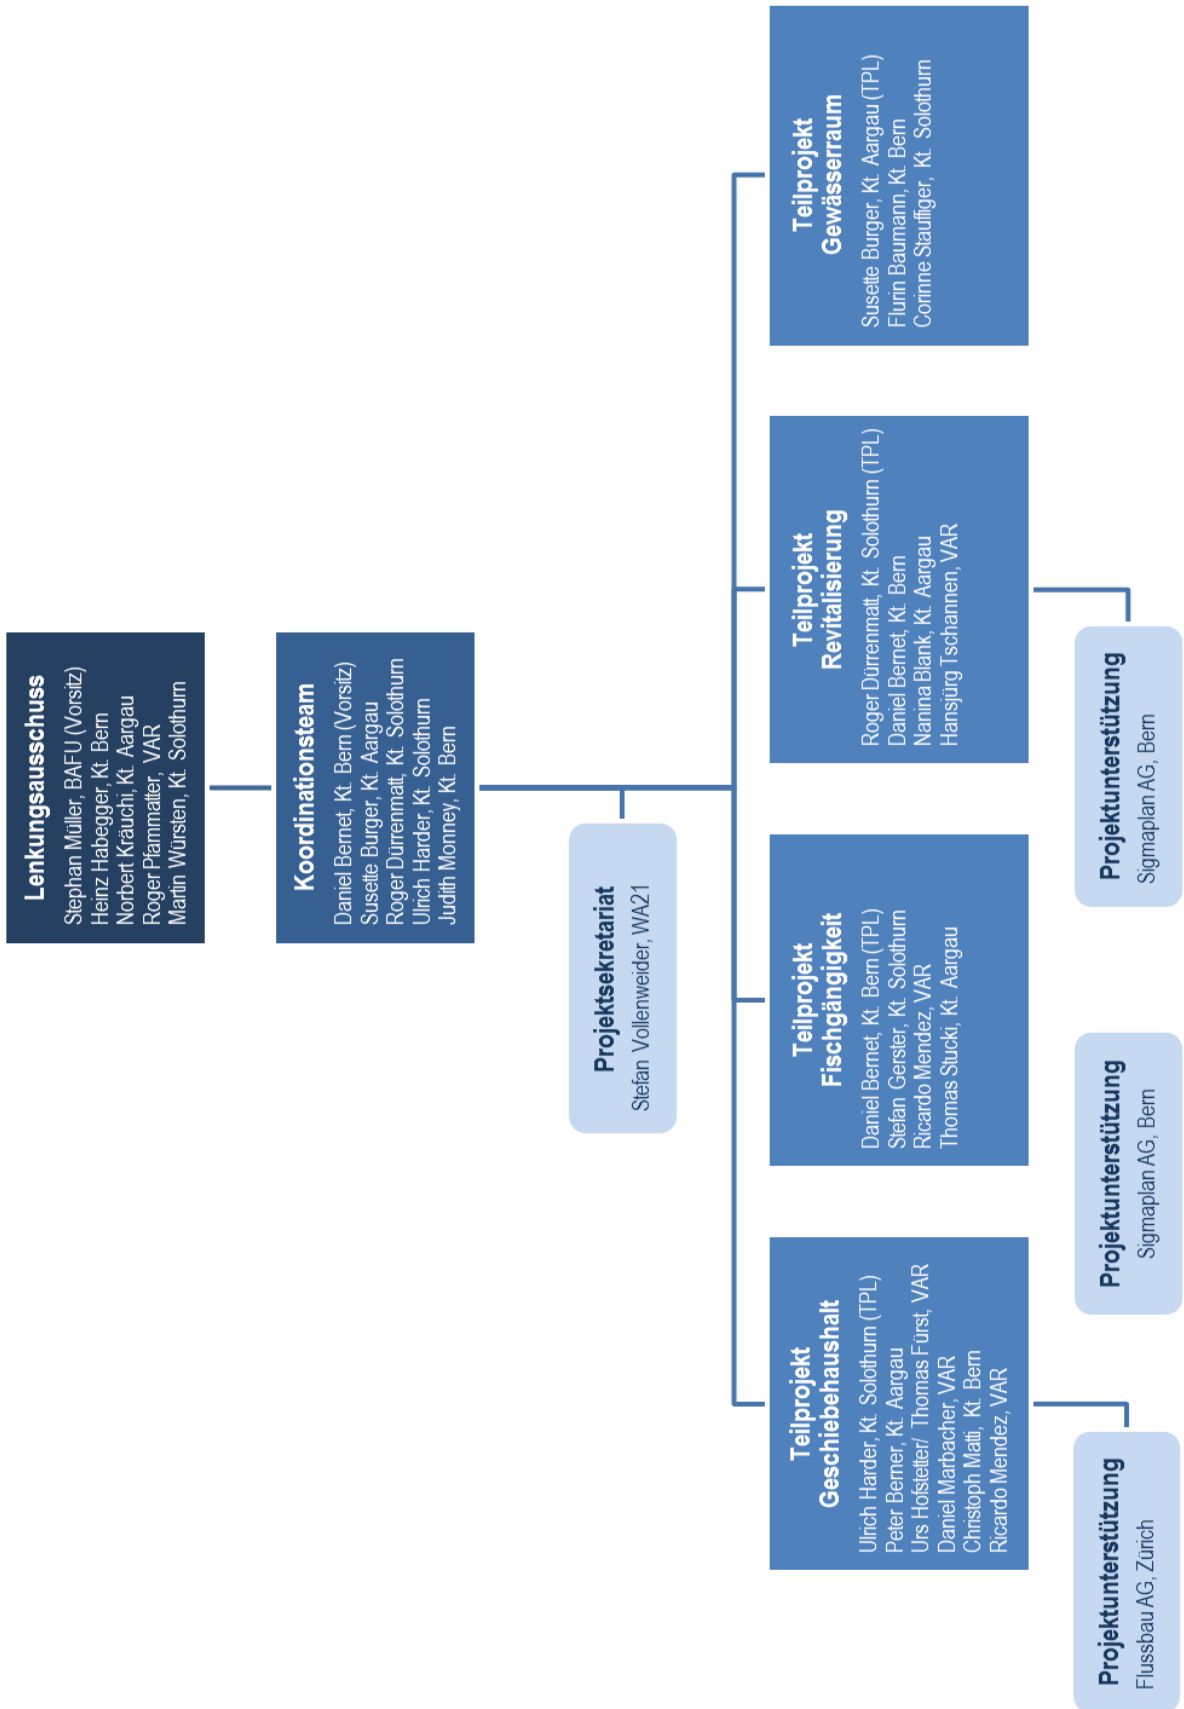 Lenkungsausschuss
Stephan Müller, BAFU (Vorsitz)
Heinz Habegger, Kt. Bern
Norbert Kräuchi, Kt. Aargau
Roger Pfammatter, VAR
Martin Würsten, Kt. Solothurn
Koordinationsteam
Daniel Bernet, Kt. Bern (Vorsitz)
Susette Burger, Kt. Aargau
Roger Dürrenmatt, Kt. Solothurn
Ulrich Harder, Kt. Solothurn
Judith Monney, Kt. Bern
Projektsekretariat
Stefan Vollenweider, WA21
Teilprojekt
Geschiebehaushalt
Ulrich Harder, Kt. Solothurn (TPL)
Peter Berner, Kt. Aargau
Urs Hofstetter/ Thomas Fürst, VAR
Daniel Marbacher, VAR
Christoph Matti, Kt. Bern
Ricardo Mendez, VAR
Teilprojekt
Fischgängigkeit
Daniel Bernet, Kt. Bern (TPL)
Stefan Gerster, Kt. Solothurn
Ricardo Mendez, VAR
Thomas Stucki, Kt. Aargau
Teilprojekt
Revitalisierung
Roger Dürrenmatt, Kt. Solothurn (TPL)
Daniel Bernet, Kt. Bern
Nanina Blank, Kt. Aargau
Hansjürg Tschannen, VAR
Teilprojekt
Gewässerraum
Susette Burger, Kt. Aargau (TPL)
Flurin Baumann, Kt. Bern
Corinne Stauffiger, Kt. Solothurn
Projektunterstützung
Flussbau AG, Zürich
Projektunterstützung
Sigmaplan AG, Bern
Projektunterstützung
Sigmaplan AG, Bern